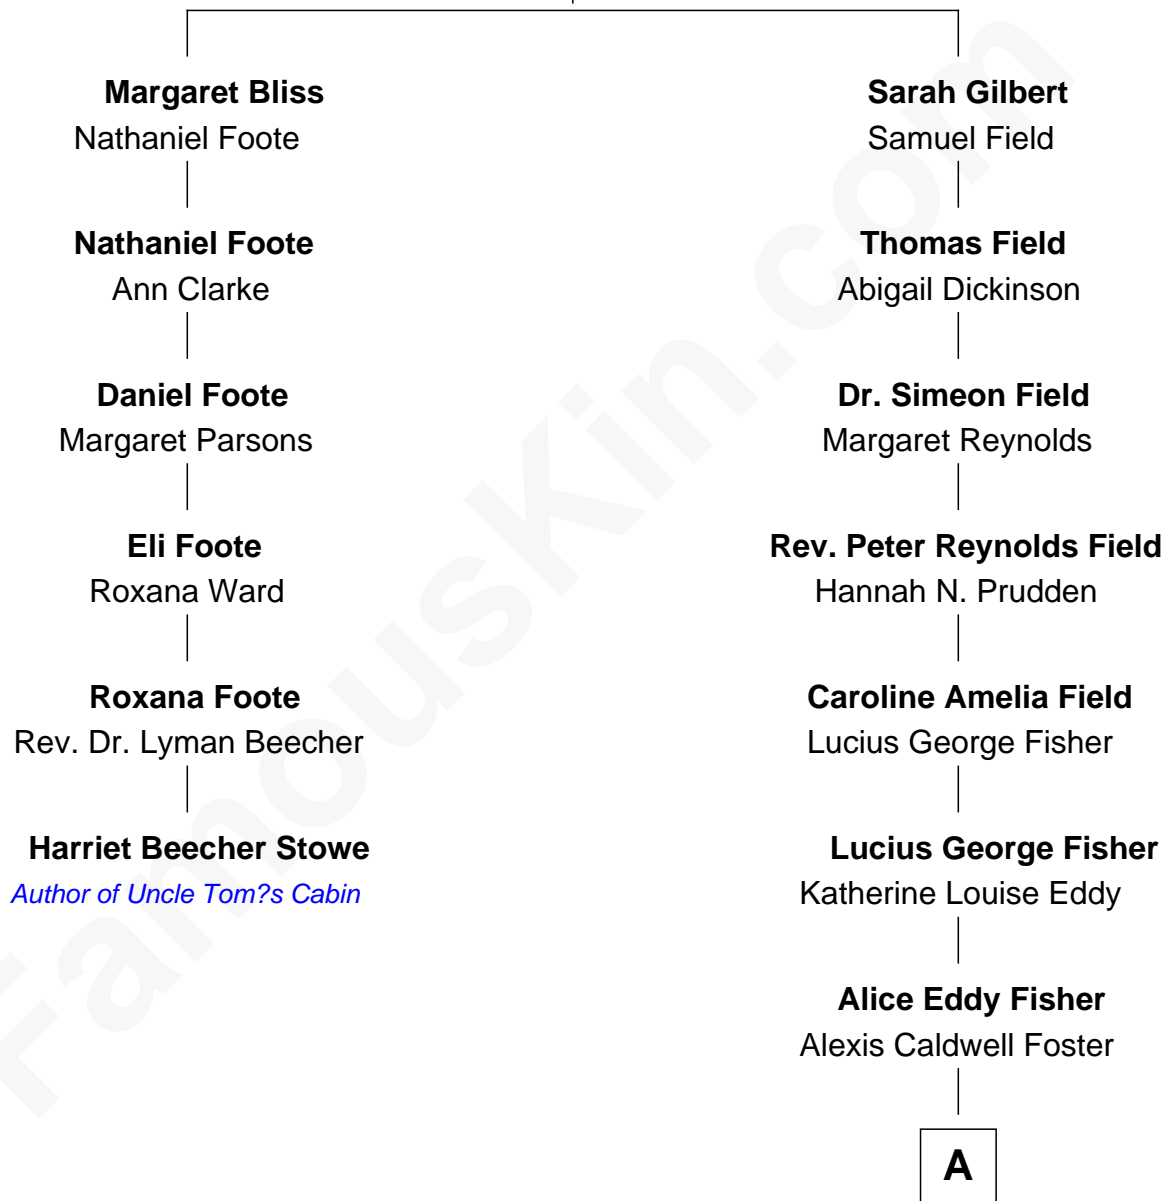 Margaret Bliss
Nathaniel Foote
Nathaniel Foote
Ann Clarke
Daniel Foote
Margaret Parsons
Eli Foote
Roxana Ward
Roxana Foote
Rev. Dr. Lyman Beecher
Harriet Beecher Stowe
Author of Uncle Tom?s Cabin
Sarah Gilbert
Samuel Field
Thomas Field
Abigail Dickinson
Dr. Simeon Field
Margaret Reynolds
Rev. Peter Reynolds Field
Hannah N. Prudden
Caroline Amelia Field
Lucius George Fisher
Lucius George Fisher
Katherine Louise Eddy
Alice Eddy Fisher
Alexis Caldwell Foster
A
FamousKin.com